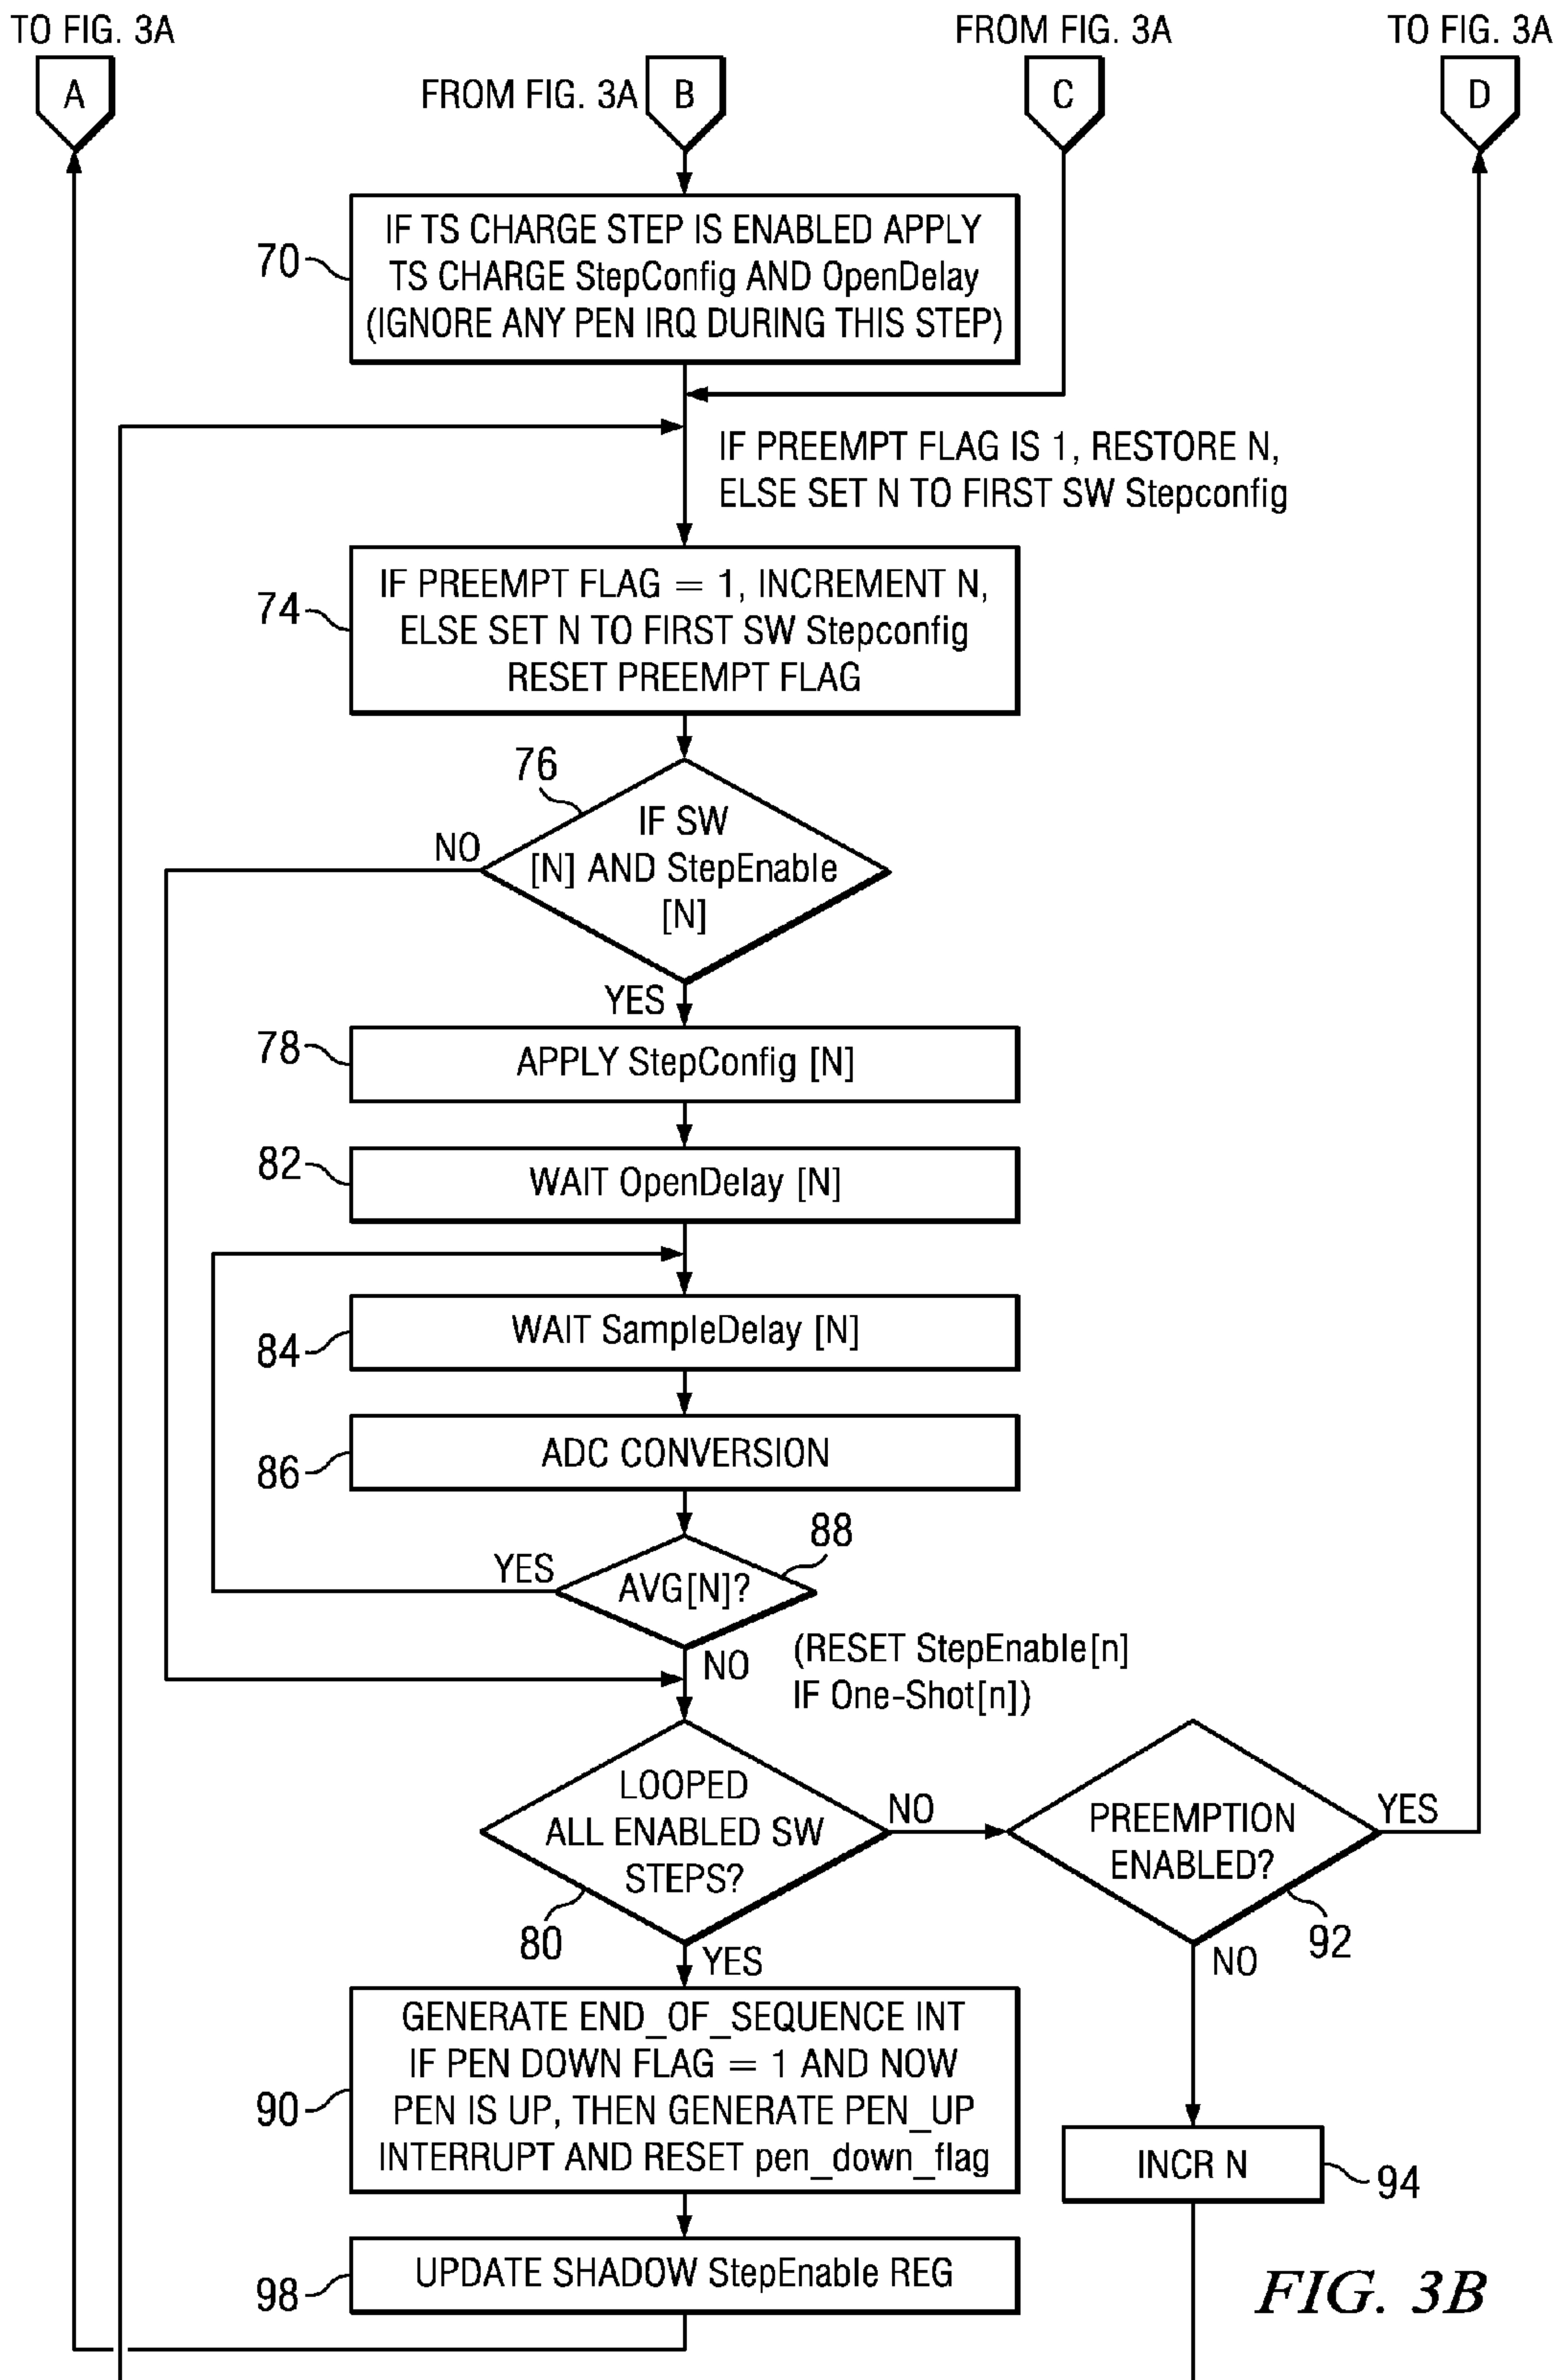 TO FIG. 3A
FROM FIG. 3A
TO FIG. 3A
A
FROM FIG. 3A
B
C
D
70
IF TS CHARGE STEP IS ENABLED APPLY
TS CHARGE StepConfig AND OpenDelay
(IGNORE ANY PEN IRQ DURING THIS STEP)
IF PREEMPT FLAG IS 1, RESTORE N,
ELSE SET N TO FIRST SW Stepconfig
74
IF PREEMPT FLAG = 1, INCREMENT N,
ELSE SET N TO FIRST SW Stepconfig
RESET PREEMPT FLAG
76
IF SW
[N] AND StepEnable
[N]
NO
YES
78
APPLY StepConfig [N]
82
WAIT OpenDelay [N]
84
WAIT SampleDelay [N]
86
ADC CONVERSION
88
YES
AVG[N]?
NO
(RESET StepEnable[n]
IF One-Shot[n])
LOOPED
ALL ENABLED SW
STEPS?
80
NO
PREEMPTION
ENABLED?
YES
92
YES
NO
90
GENERATE END_OF_SEQUENCE INT
IF PEN DOWN FLAG = 1 AND NOW
PEN IS UP, THEN GENERATE PEN_UP
INTERRUPT AND RESET pen_down_flag
INCR N
94
98
UPDATE SHADOW StepEnable REG
FIG. 3B